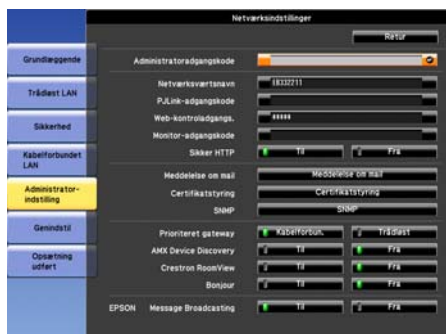 Netværksindstillinger
Retur
Grundlæggende
Trådløst LAN
Sikkerhed
Kabelforbundet
LAN
Administrator-
indstilling
Genindstil
Opsætning
udført
Administratoradgangskode
Netværksværtsnavn EB332211
PJLink-adgangskode
Web-kontroladgangs. *****
Monitor-adgangskode
Sikker HTTP Til Fra
Meddelelse om mail Meddelelse om mail
Certifikatstyring Certifikatstyring
SNMP SNMP
Prioriteret gateway Kabelforbun. Trådløst
AMX Device Discovery Til Fra
Crestron RoomView Til Fra
Bonjour Til Fra
EPSON Message Broadcasting Til Fra